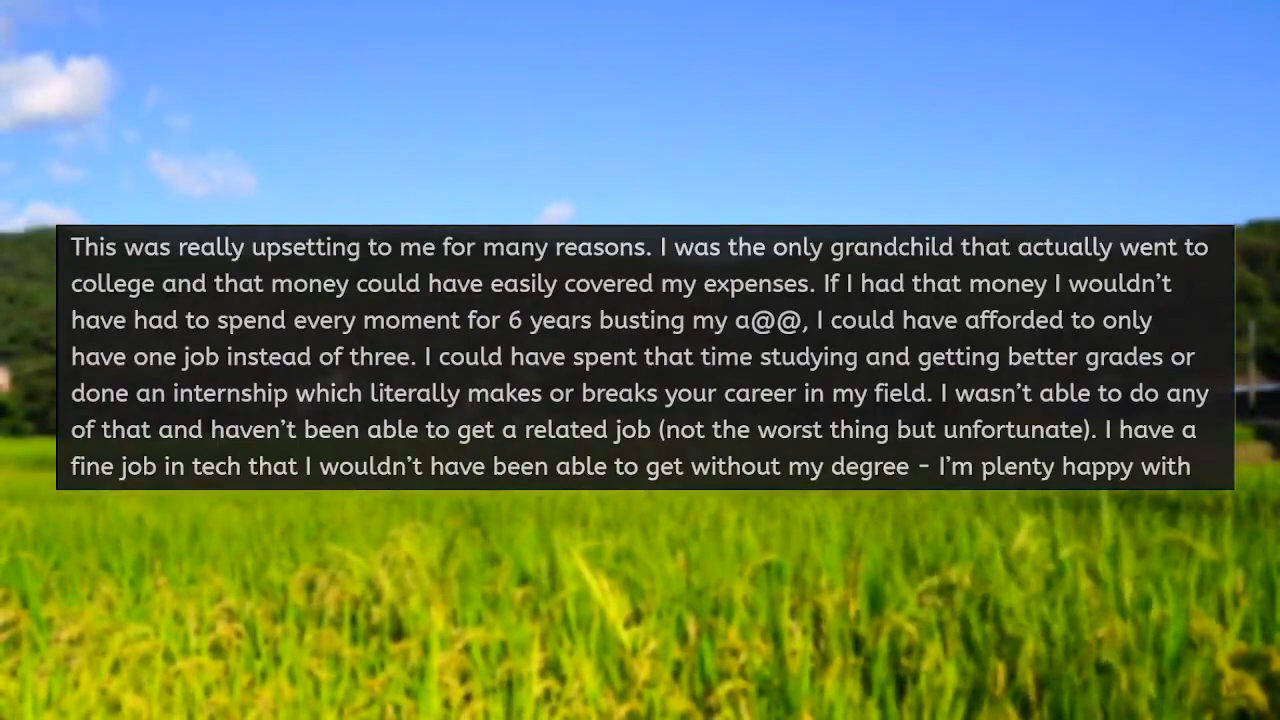 This was really upsetting to me for many reasons. I was the only grandchild that actually went to
college and that money could have easily covered my expenses. If I had that money I wouldn’t
have had to spend every moment for 6 years busting my a@@, I could have afforded to only
have one job instead of three. I could have spent that time studying and getting better grades or
done an internship which literally makes or breaks your career in my field. I wasn’t able to do any
of that and haven’t been able to get a related job (not the worst thing but unfortunate). I have a
fine job in tech that I wouldn’t have been able to get without my degree - I’m plenty happy with